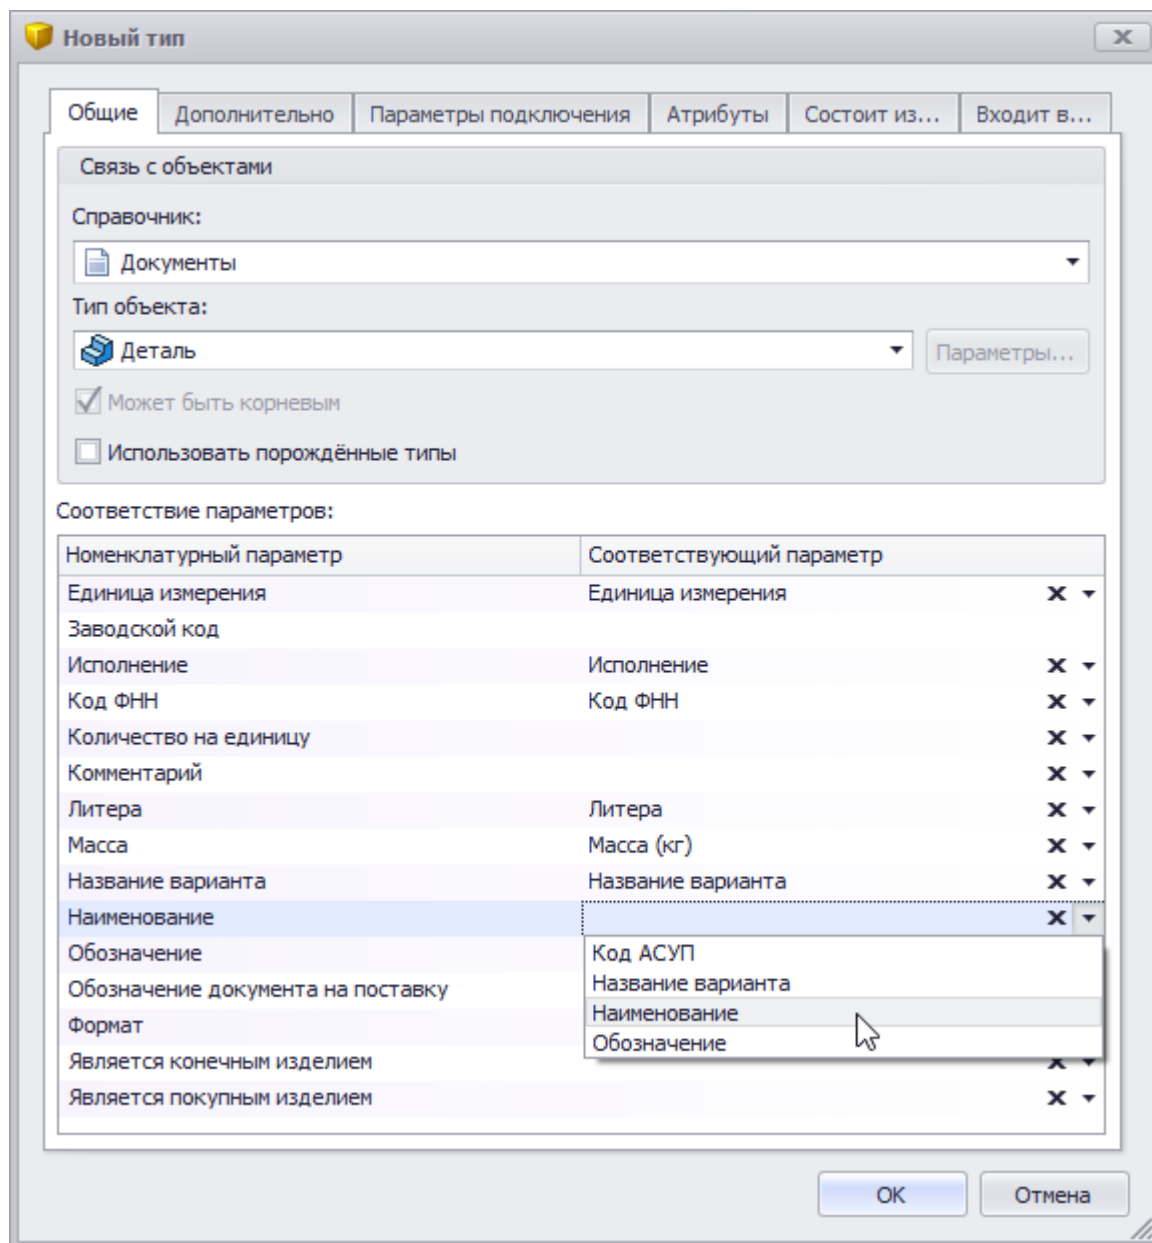 Новый тип
Общие Дополнительно Параметры подключения Атрибуты Состоит из... Входит в...
Связь с объектами
Справочник:
Документы
Тип объекта:
Деталь Параметры...
Может быть корневым
Использовать порождённые типы
Соответствие параметров:
Номенклатурный параметр Соответствующий параметр
Единица измерения Единица измерения
Заводской код
Исполнение Исполнение
Код ФНН Код ФНН
Количество на единицу
Комментарий
Литера Литера
Масса Масса (кг)
Название варианта Название варианта
Наименование
Обозначение Код АСУП
Название варианта
Обозначение документа на поставку
Наименование
Формат
Обозначение
Является конечным изделием
Является покупным изделием
OK Отмена